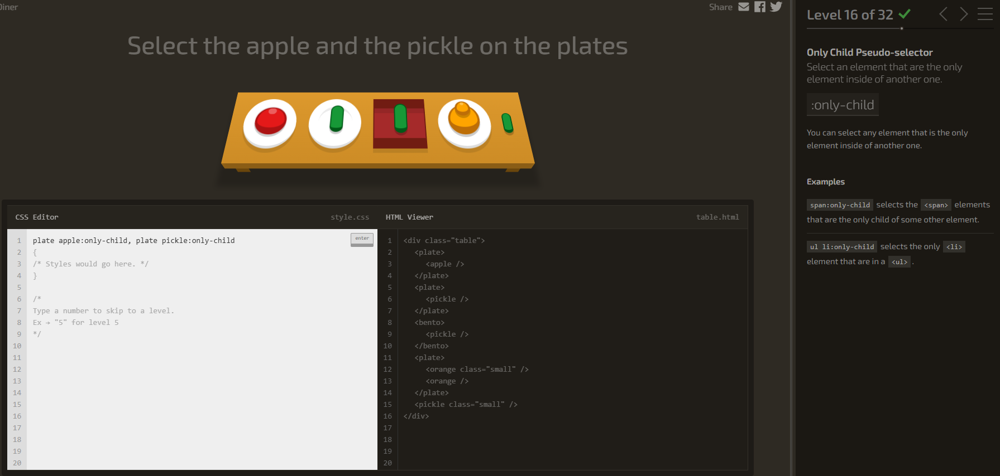 Diner
Share
Select the apple and the pickle on the plates
CSS Editor
style.css
1 plate apple:only-child, plate pickle:only-child
enter
2 {
3 /* Styles would go here. */
4 }
5
6 /*
7 Type a number to skip to a level.
8 Ex → "5" for level 5
9 */
10
11
12
13
14
15
16
17
18
19
20
HTML Viewer
table.html
1 <div class="table">
2 <plate>
3 <apple />
4 </plate>
5 <plate>
6 <pickle />
7 </plate>
8 <bento>
9 <pickle />
10 </bento>
11 <plate>
12 <orange class="small" />
13 <orange />
14 </plate>
15 <pickle class="small" />
16 </div>
17
18
19
20
Level 16 of 32
Only Child Pseudo-selector
Select an element that are the only
element inside of another one.
:only-child
You can select any element that is the only
element inside of another one.
Examples
span:only-child selects the <span> elements
that are the only child of some other element.
ul li:only-child selects the only <li>
element that are in a <ul> .